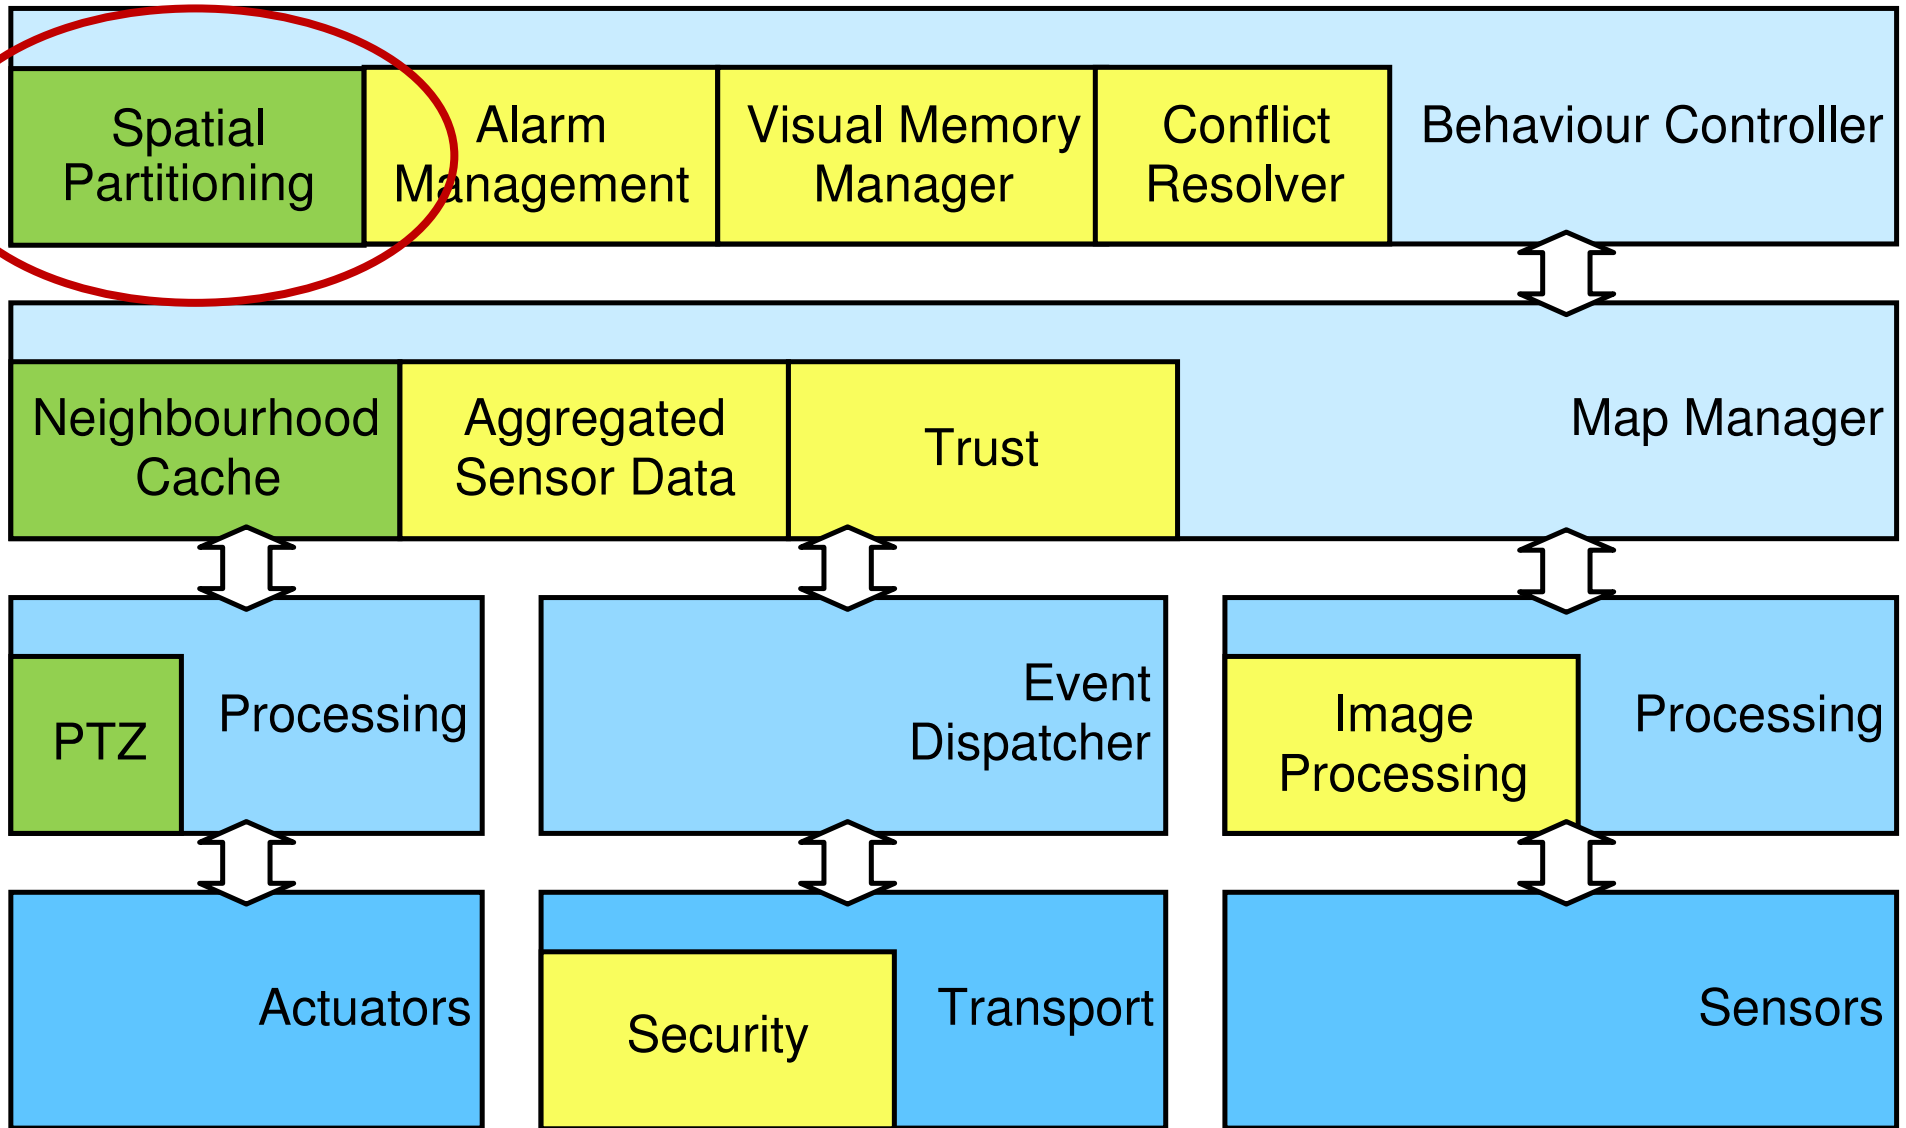 Spatial
Partitioning
Alarm
Management
Visual Memory
Manager
Conflict
Resolver
Behaviour Controller
Neighbourhood
Cache
Aggregated
Sensor Data
Trust
Map Manager
PTZ
Processing
Event
Dispatcher
Image
Processing
Processing
Actuators
Security
Transport
Sensors